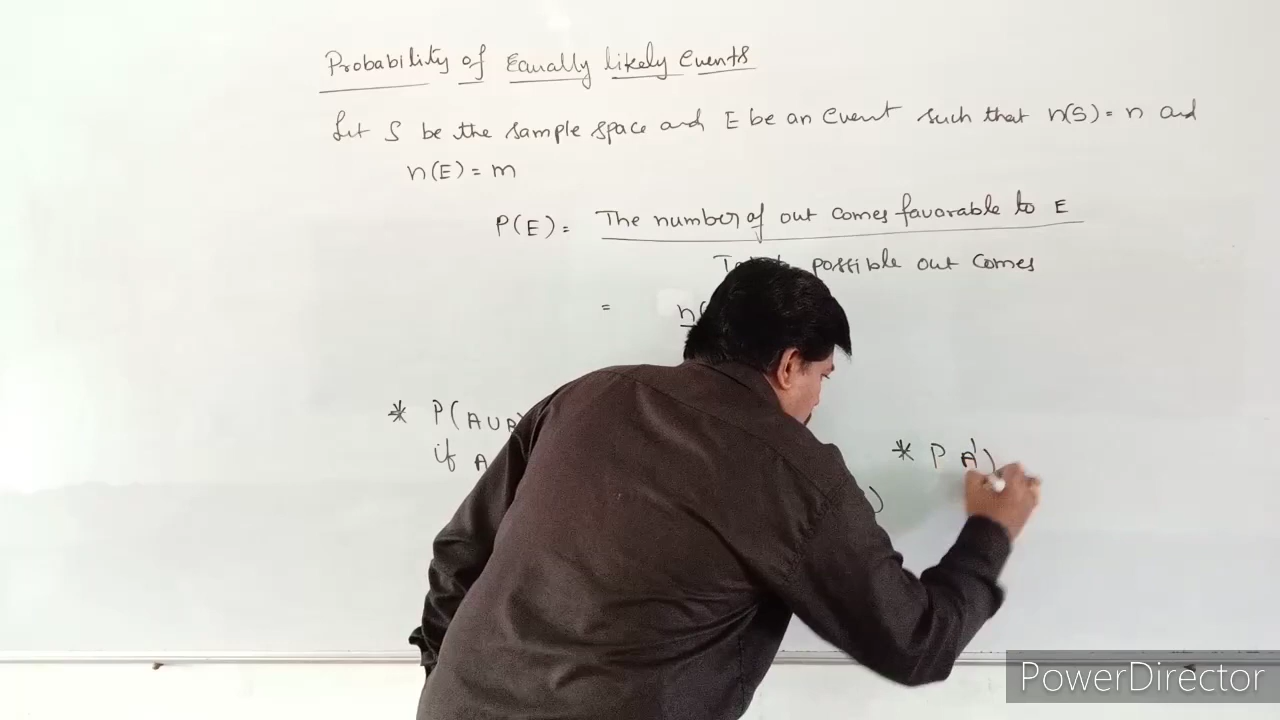 Probability of Equally likely Events
Let S be the sample space and E be an Event such that n(S) = n and
n(E) = m
P(E) = The number of out comes favorable to E
possible out comes
= n(
* P(A∪B)
if A
* P A')
)
PowerDirector